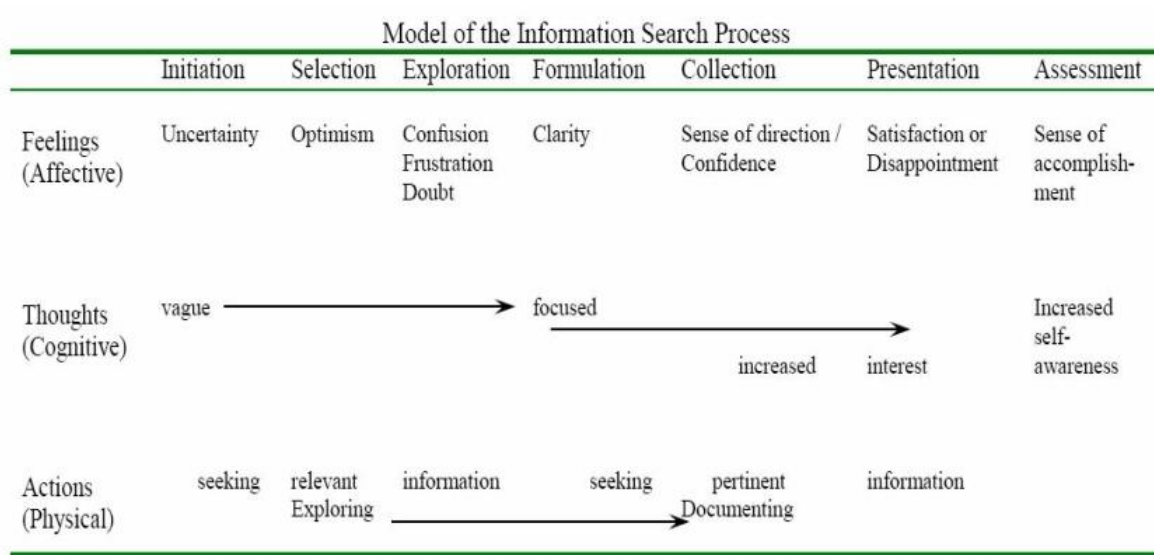 Model of the Information Search Process
Initiation Selection Exploration Formulation Collection Presentation Assessment
Feelings (Affective)
Uncertainty
Optimism
Confusion
Frustration
Doubt
Clarity
Sense of direction /
Confidence
Satisfaction or
Disappointment
Sense of
accomplish-
ment
Thoughts
(Cognitive)
vague
focused
increased interest
Increased
self-
awareness
Actions
(Physical)
seeking relevant information seeking pertinent information
Exploring Documenting